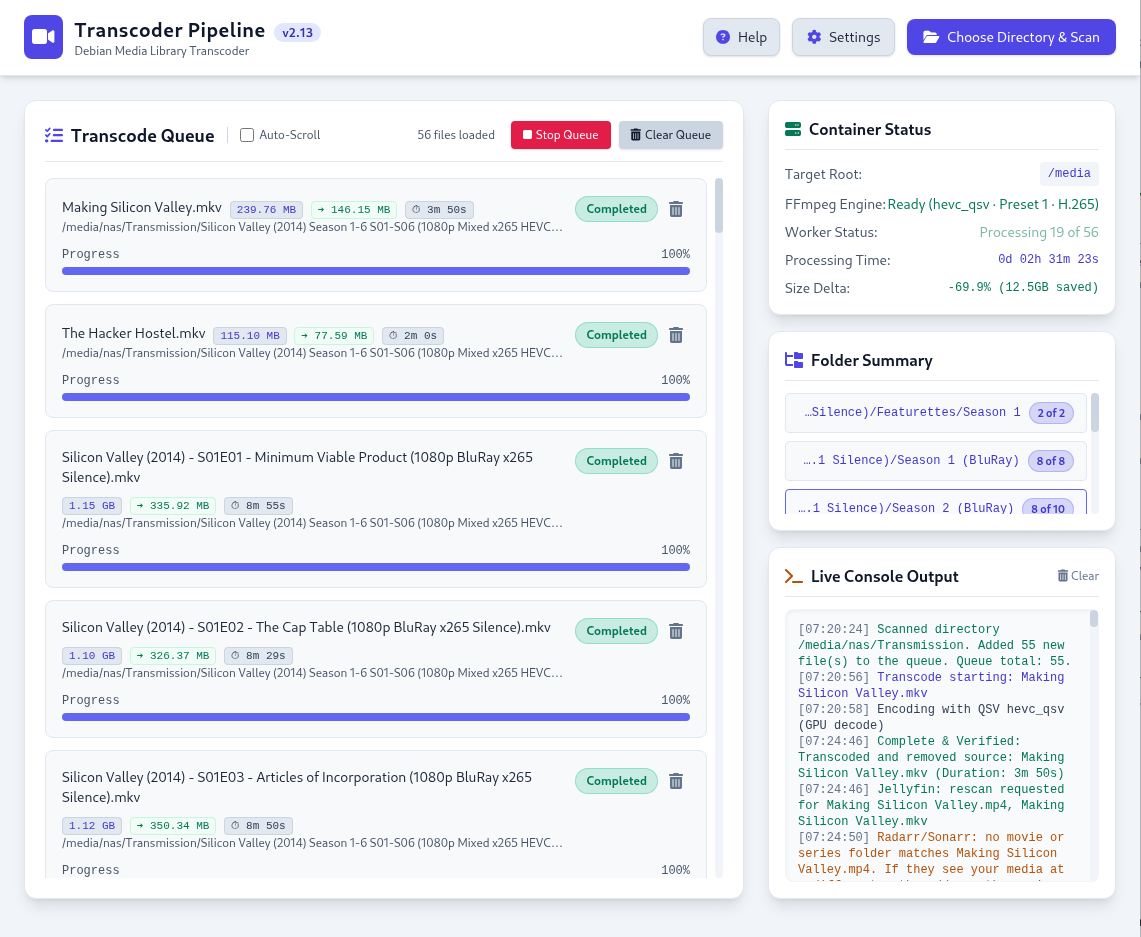 Transcoder Pipeline v2.13
Debian Media Library Transcoder
Help
Settings
Choose Directory & Scan
Transcode Queue
Auto-Scroll
56 files loaded
Stop Queue
Clear Queue
Making Silicon Valley.mkv 239.76 MB → 146.15 MB ⏱ 3m 50s
Completed
/media/nas/Transmission/Silicon Valley (2014) Season 1-6 S01-S06 (1080p Mixed x265 HEVC…
Progress 100%
The Hacker Hostel.mkv 115.10 MB → 77.59 MB ⏱ 2m 0s
Completed
/media/nas/Transmission/Silicon Valley (2014) Season 1-6 S01-S06 (1080p Mixed x265 HEVC…
Progress 100%
Silicon Valley (2014) - S01E01 - Minimum Viable Product (1080p BluRay x265
Silence).mkv
Completed
1.15 GB → 335.92 MB ⏱ 8m 55s
/media/nas/Transmission/Silicon Valley (2014) Season 1-6 S01-S06 (1080p Mixed x265 HEVC…
Progress 100%
Silicon Valley (2014) - S01E02 - The Cap Table (1080p BluRay x265 Silence).mkv
Completed
1.10 GB → 326.37 MB ⏱ 8m 29s
/media/nas/Transmission/Silicon Valley (2014) Season 1-6 S01-S06 (1080p Mixed x265 HEVC…
Progress 100%
Silicon Valley (2014) - S01E03 - Articles of Incorporation (1080p BluRay x265
Silence).mkv
Completed
1.12 GB → 350.34 MB ⏱ 8m 50s
/media/nas/Transmission/Silicon Valley (2014) Season 1-6 S01-S06 (1080p Mixed x265 HEVC…
Progress 100%
Container Status
Target Root: /media
FFmpeg Engine: Ready (hevc_qsv · Preset 1 · H.265)
Worker Status: Processing 19 of 56
Processing Time: 0d 02h 31m 23s
Size Delta: -69.9% (12.5GB saved)
Folder Summary
…Silence)/Featurettes/Season 1 2 of 2
….1 Silence)/Season 1 (BluRay) 8 of 8
….1 Silence)/Season 2 (BluRay) 8 of 10
Live Console Output
Clear
[07:20:24] Scanned directory
/media/nas/Transmission. Added 55 new
file(s) to the queue. Queue total: 55.
[07:20:56] Transcode starting: Making
Silicon Valley.mkv
[07:20:58] Encoding with QSV hevc_qsv
(GPU decode)
[07:24:46] Complete & Verified:
Transcoded and removed source: Making
Silicon Valley.mkv (Duration: 3m 50s)
[07:24:46] Jellyfin: rescan requested
for Making Silicon Valley.mp4, Making
Silicon Valley.mkv
[07:24:50] Radarr/Sonarr: no movie or
series folder matches Making Silicon
Valley.mp4. If they see your media at